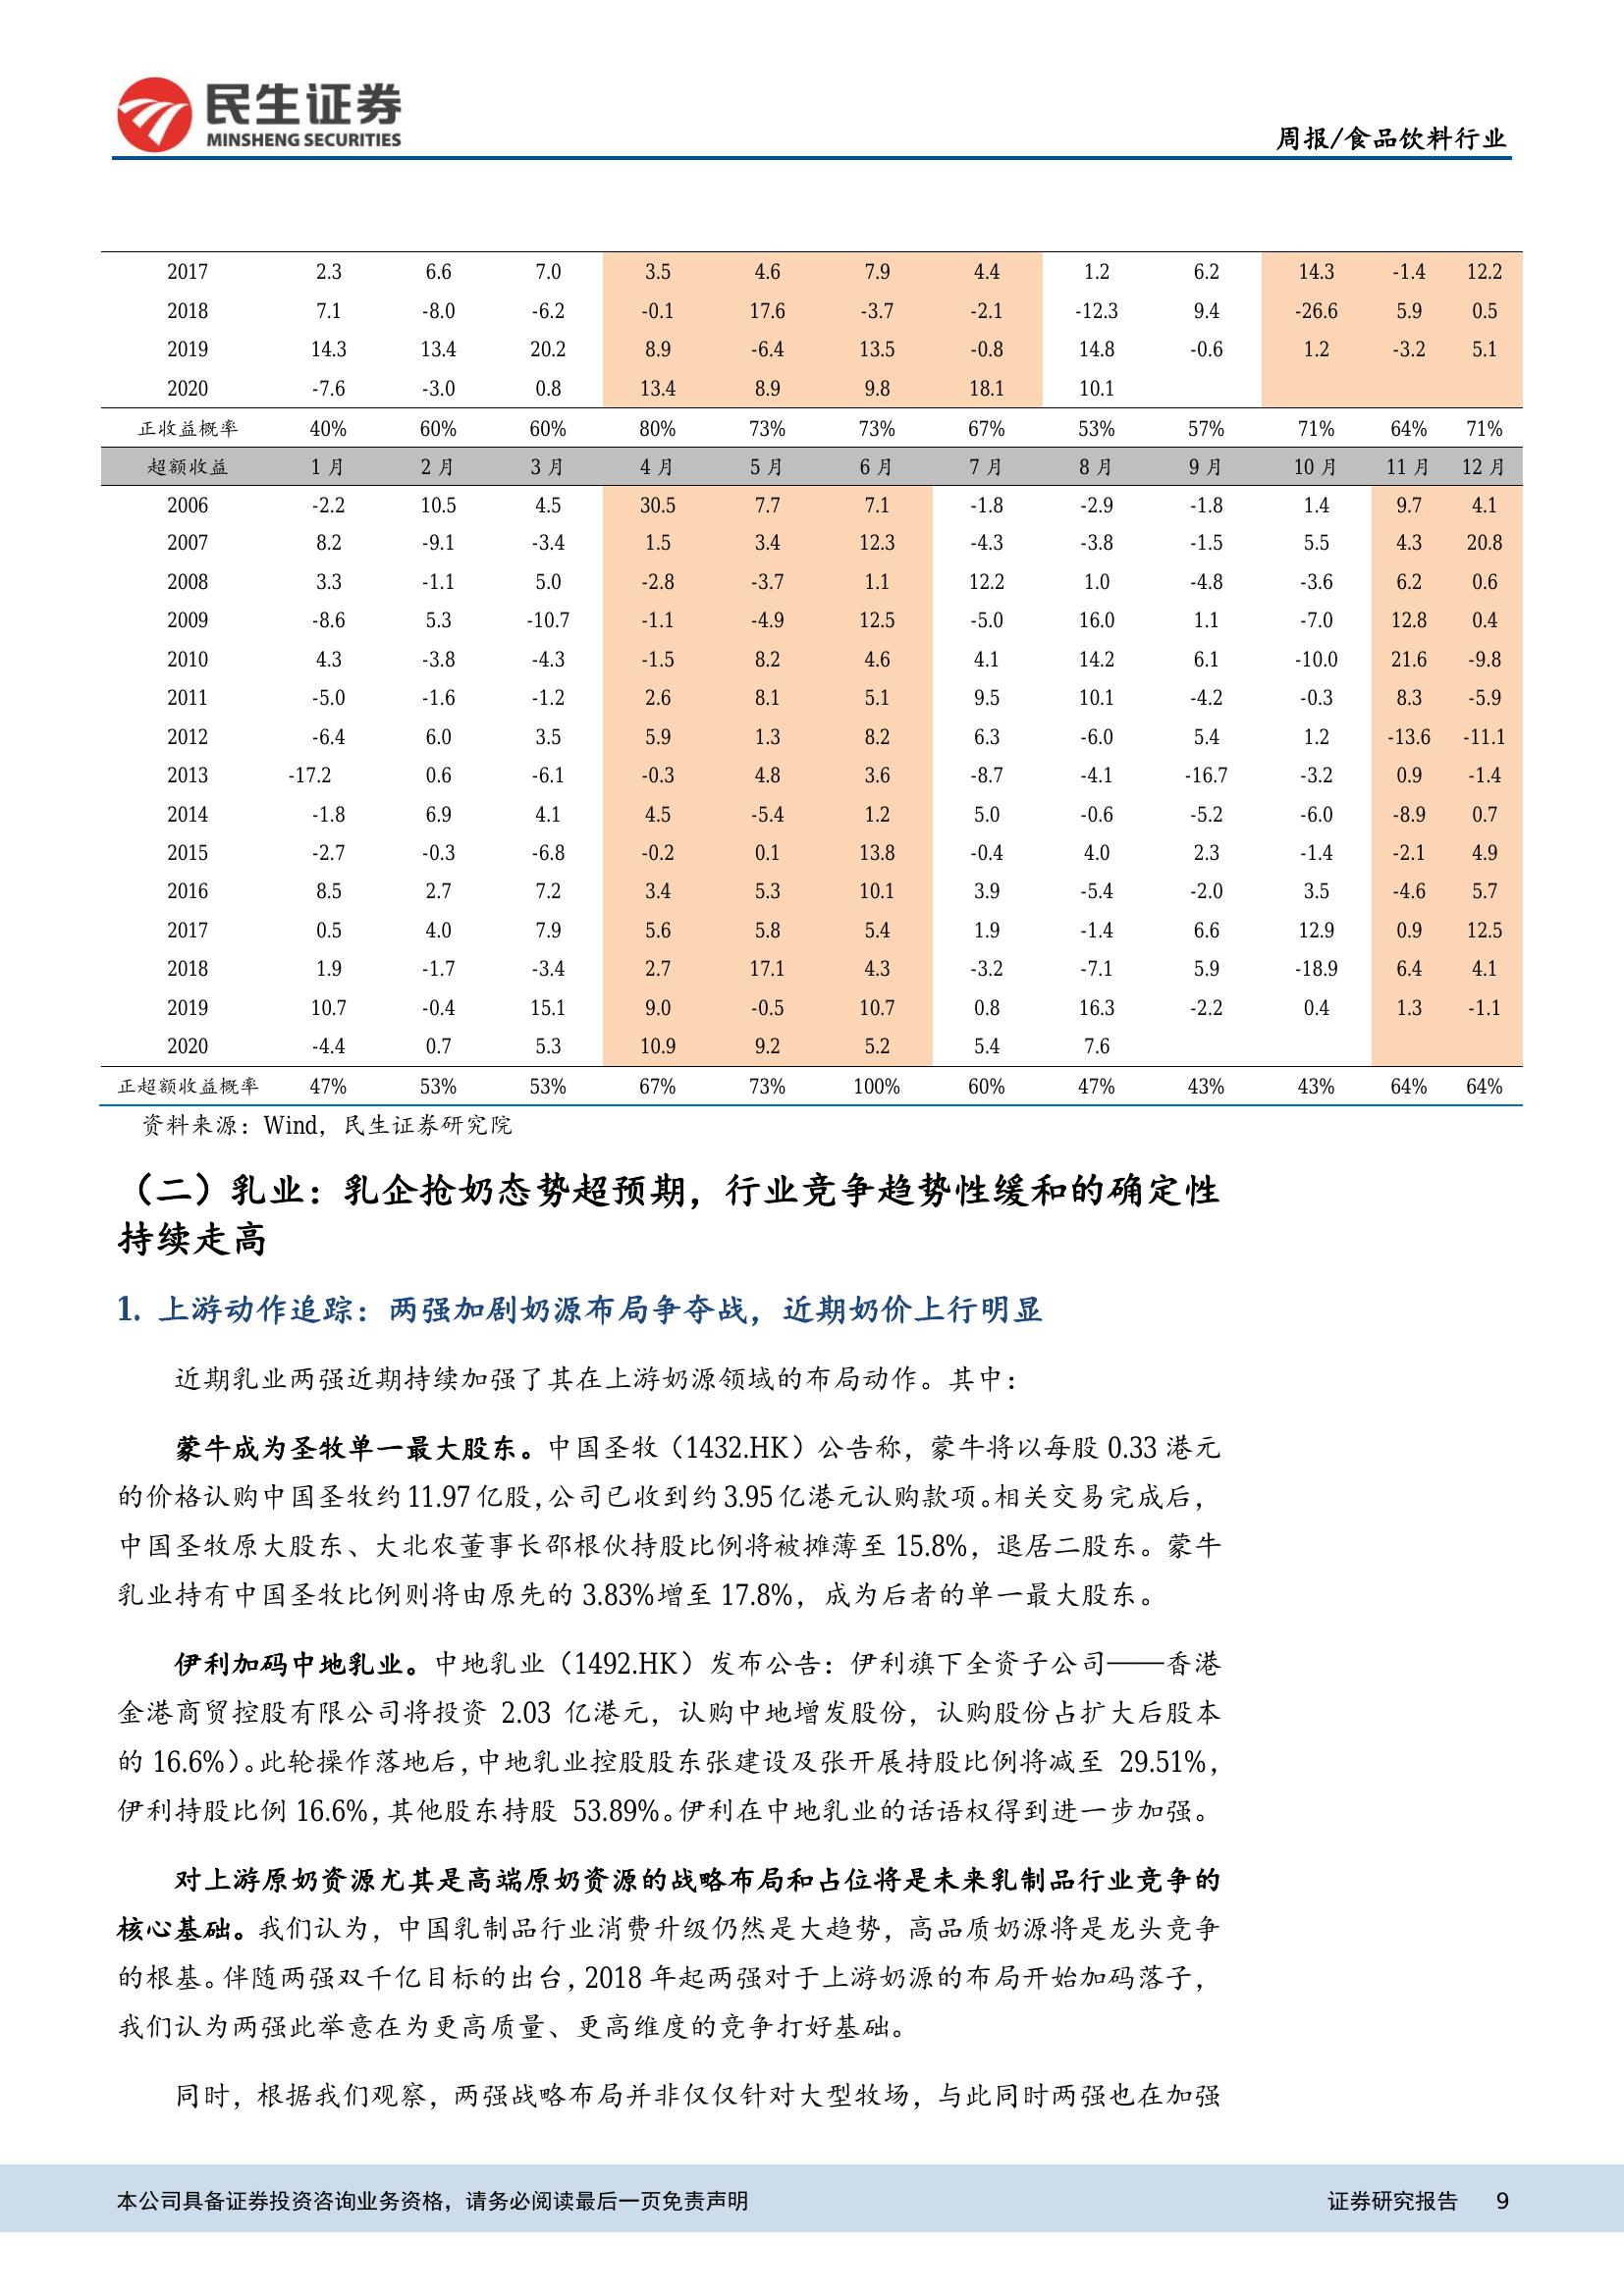 民生证券
MINSHENG SECURITIES
周报/食品饮料行业
2017 2.3 6.6 7.0 3.5 4.6 7.9 4.4 1.2 6.2 14.3 -1.4 12.2
2018 7.1 -8.0 -6.2 -0.1 17.6 -3.7 -2.1 -12.3 9.4 -26.6 5.9 0.5
2019 14.3 13.4 20.2 8.9 -6.4 13.5 -0.8 14.8 -0.6 1.2 -3.2 5.1
2020 -7.6 -3.0 0.8 13.4 8.9 9.8 18.1 10.1
正收益概率 40% 60% 60% 80% 73% 73% 67% 53% 57% 71% 64% 71%
超额收益 1月 2月 3月 4月 5月 6月 7月 8月 9月 10月 11月 12月
2006 -2.2 10.5 4.5 30.5 7.7 7.1 -1.8 -2.9 -1.8 1.4 9.7 4.1
2007 8.2 -9.1 -3.4 1.5 3.4 12.3 -4.3 -3.8 -1.5 5.5 4.3 20.8
2008 3.3 -1.1 5.0 -2.8 -3.7 1.1 12.2 1.0 -4.8 -3.6 6.2 0.6
2009 -8.6 5.3 -10.7 -1.1 -4.9 12.5 -5.0 16.0 1.1 -7.0 12.8 0.4
2010 4.3 -3.8 -4.3 -1.5 8.2 4.6 4.1 14.2 6.1 -10.0 21.6 -9.8
2011 -5.0 -1.6 -1.2 2.6 8.1 5.1 9.5 10.1 -4.2 -0.3 8.3 -5.9
2012 -6.4 6.0 3.5 5.9 1.3 8.2 6.3 -6.0 5.4 1.2 -13.6 -11.1
2013 -17.2 0.6 -6.1 -0.3 4.8 3.6 -8.7 -4.1 -16.7 -3.2 0.9 -1.4
2014 -1.8 6.9 4.1 4.5 -5.4 1.2 5.0 -0.6 -5.2 -6.0 -8.9 0.7
2015 -2.7 -0.3 -6.8 -0.2 0.1 13.8 -0.4 4.0 2.3 -1.4 -2.1 4.9
2016 8.5 2.7 7.2 3.4 5.3 10.1 3.9 -5.4 -2.0 3.5 -4.6 5.7
2017 0.5 4.0 7.9 5.6 5.8 5.4 1.9 -1.4 6.6 12.9 0.9 12.5
2018 1.9 -1.7 -3.4 2.7 17.1 4.3 -3.2 -7.1 5.9 -18.9 6.4 4.1
2019 10.7 -0.4 15.1 9.0 -0.5 10.7 0.8 16.3 -2.2 0.4 1.3 -1.1
2020 -4.4 0.7 5.3 10.9 9.2 5.2 5.4 7.6
正超额收益概率 47% 53% 53% 67% 73% 100% 60% 47% 43% 43% 64% 64%
资料来源：Wind，民生证券研究院
（二）乳业：乳企抢奶态势超预期，行业竞争趋势性缓和的确定性
持续走高
1. 上游动作追踪：两强加剧奶源布局争夺战，近期奶价上行明显
近期乳业两强近期持续加强了其在上游奶源领域的布局动作。其中：
蒙牛成为圣牧单一最大股东。中国圣牧（1432.HK）公告称，蒙牛将以每股 0.33 港元
的价格认购中国圣牧约 11.97 亿股，公司已收到约 3.95 亿港元认购款项。相关交易完成后，
中国圣牧原大股东、大北农董事长邵根伙持股比例将被摊薄至 15.8%，退居二股东。蒙牛
乳业持有中国圣牧比例则将由原先的 3.83%增至 17.8%，成为后者的单一最大股东。
伊利加码中地乳业。中地乳业（1492.HK）发布公告：伊利旗下全资子公司——香港
金港商贸控股有限公司将投资 2.03 亿港元，认购中地增发股份，认购股份占扩大后股本
的 16.6%）。此轮操作落地后，中地乳业控股股东张建设及张开展持股比例将减至 29.51%，
伊利持股比例 16.6%，其他股东持股 53.89%。伊利在中地乳业的话语权得到进一步加强。
对上游原奶资源尤其是高端原奶资源的战略布局和占位将是未来乳制品行业竞争的
核心基础。我们认为，中国乳制品行业消费升级仍然是大趋势，高品质奶源将是龙头竞争
的根基。伴随两强双千亿目标的出台，2018 年起两强对于上游奶源的布局开始加码落子，
我们认为两强此举意在为更高质量、更高维度的竞争打好基础。
同时，根据我们观察，两强战略布局并非仅仅针对大型牧场，与此同时两强也在加强
本公司具备证券投资咨询业务资格，请务必阅读最后一页免责声明
证券研究报告 9